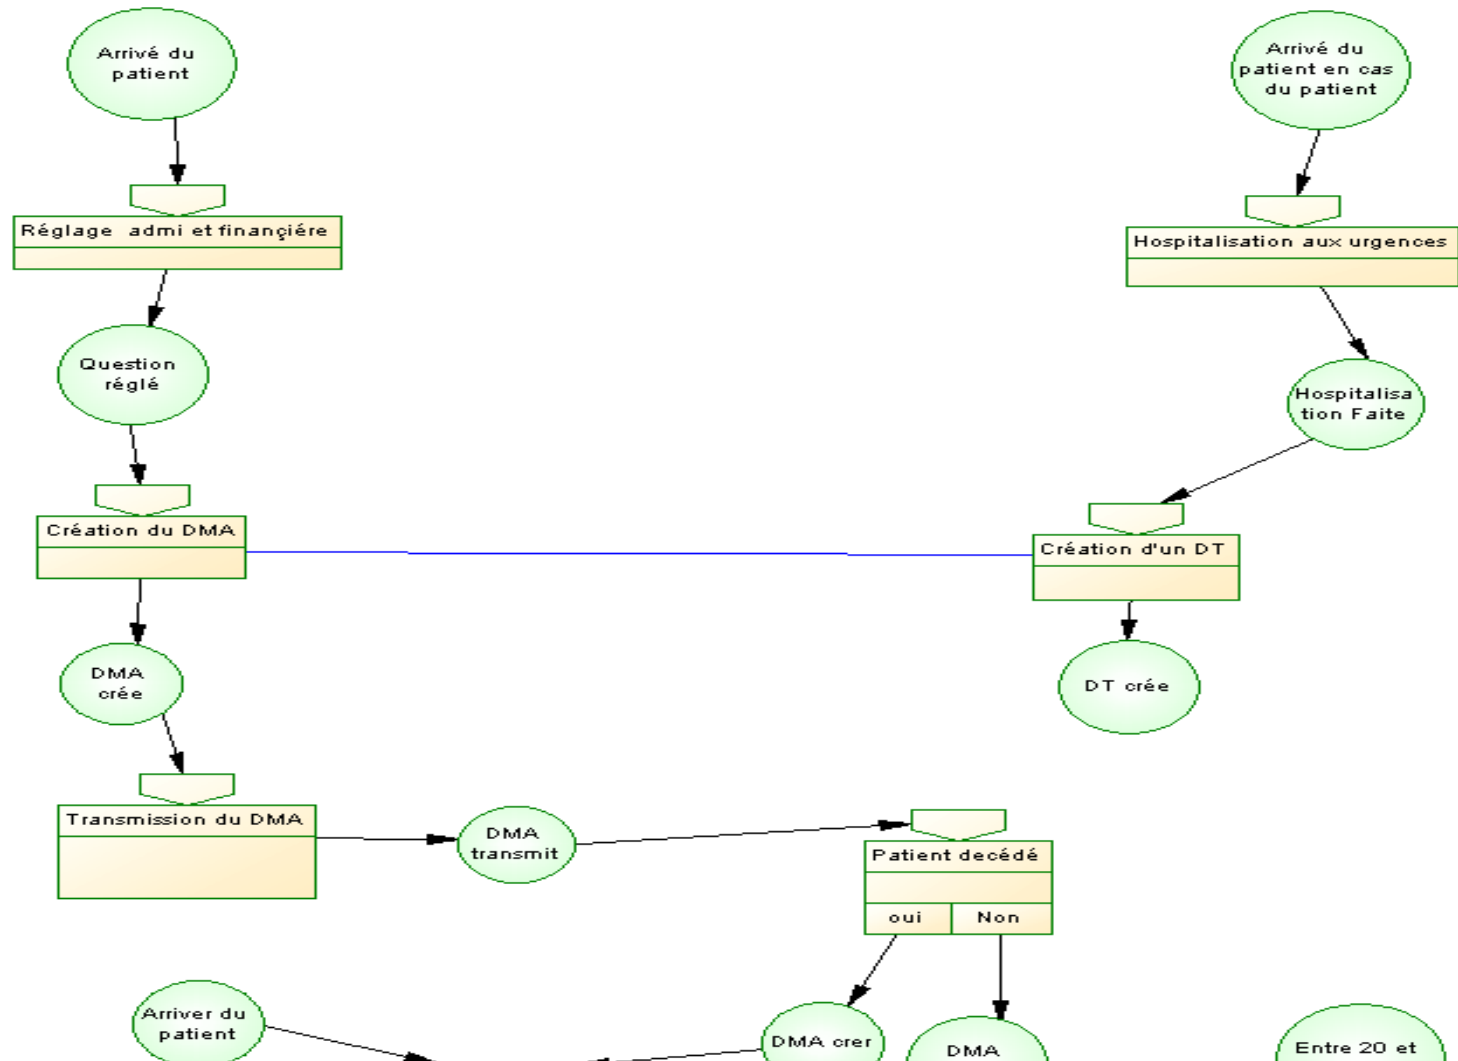 Arrivé du
patient
Arrivé du
patient en cas
du patient
Réglage admi et finançiére
Hospitalisation aux urgences
Question
réglé
Hospitalisa
tion Faite
Création du DMA
Création d'un DT
DMA
crée
DT crée
Transmission du DMA
DMA
transmit
Patient decédé
oui
Non
Arriver du
patient
DMA crer
DMA
Entre 20 et